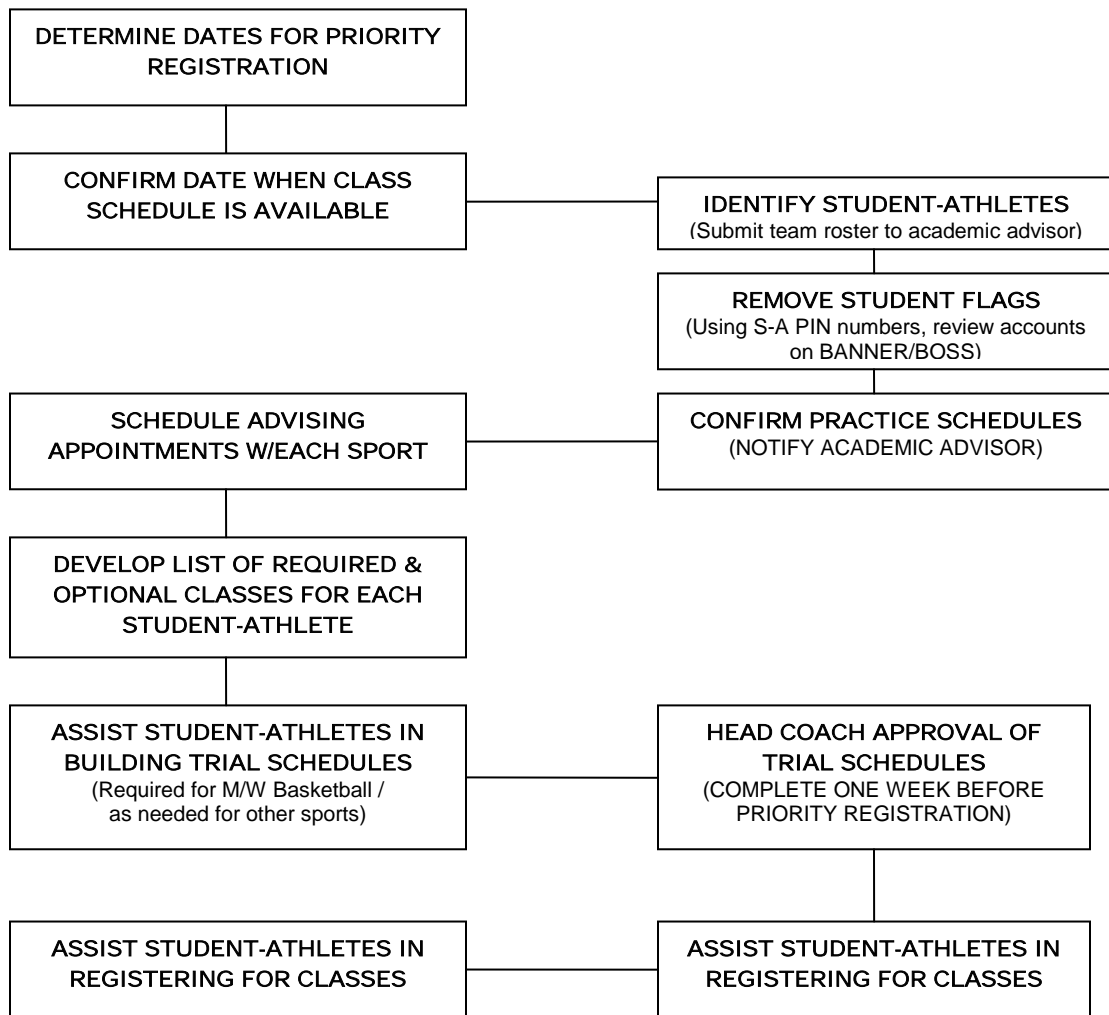 DETERMINE DATES FOR PRIORITY
REGISTRATION
CONFIRM DATE WHEN CLASS
SCHEDULE IS AVAILABLE
IDENTIFY STUDENT-ATHLETES
(Submit team roster to academic advisor)
REMOVE STUDENT FLAGS
(Using S-A PIN numbers, review accounts
on BANNER/BOSS)
CONFIRM PRACTICE SCHEDULES
(NOTIFY ACADEMIC ADVISOR)
SCHEDULE ADVISING
APPOINTMENTS W/EACH SPORT
DEVELOP LIST OF REQUIRED &
OPTIONAL CLASSES FOR EACH
STUDENT-ATHLETE
ASSIST STUDENT-ATHLETES IN
BUILDING TRIAL SCHEDULES
(Required for M/W Basketball /
as needed for other sports)
HEAD COACH APPROVAL OF
TRIAL SCHEDULES
(COMPLETE ONE WEEK BEFORE
PRIORITY REGISTRATION)
ASSIST STUDENT-ATHLETES IN
REGISTERING FOR CLASSES
ASSIST STUDENT-ATHLETES IN
REGISTERING FOR CLASSES